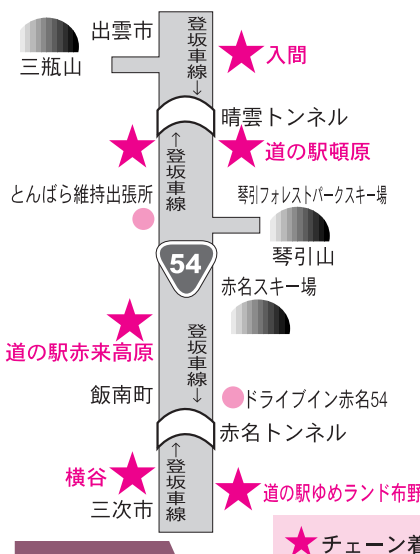 出雲市
登坂車線↓
三瓶山
★入間
晴雲トンネル
★
↑登坂車線
★道の駅頓原
とんばら維持出張所
琴引フォレストパークスキー場
琴引山
54
赤名スキー場
★
道の駅赤来高原
登坂車線↓
飯南町
ドライブイン赤名54
赤名トンネル
横谷★
↑登坂車線
★道の駅ゆめランド布野
三次市
★チェーン着